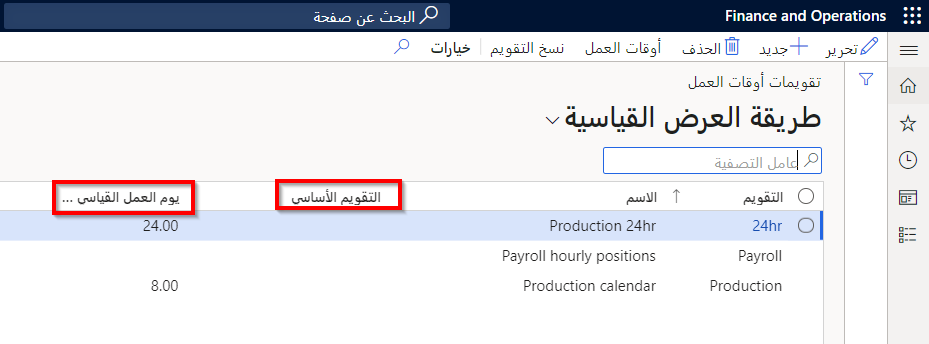 Finance and Operations البحث عن صفحة
تحرير جديد الحذف أوقات العمل نسخ التقويم خيارات
تقويمات أوقات العمل
طريقة العرض القياسية
عامل التصفية
التقويم الاسم التقويم الأساسي يوم العمل القياسي ...
24hr Production 24hr 24.00
Payroll Payroll hourly positions
Production Production calendar 8.00